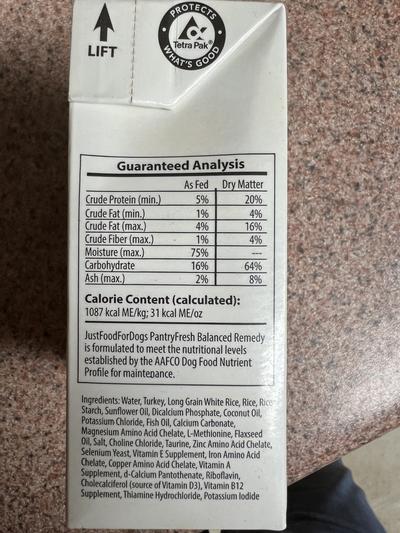 LIFT
PROTECTS
Tetra Pak®
WHAT'S GOOD
Guaranteed Analysis
As Fed Dry Matter
Crude Protein (min.) 5% 20%
Crude Fat (min.) 1% 4%
Crude Fat (max.) 4% 16%
Crude Fiber (max.) 1% 4%
Moisture (max.) 75% ---
Carbohydrate 16% 64%
Ash (max.) 2% 8%
Calorie Content (calculated):
1087 kcal ME/kg; 31 kcal ME/oz
JustFoodForDogs PantryFresh Balanced Remedy
is formulated to meet the nutritional levels
established by the AAFCO Dog Food Nutrient
Profile for maintenance.
Ingredients: Water, Turkey, Long Grain White Rice, Rice, Rice
Starch, Sunflower Oil, Dicalcium Phosphate, Coconut Oil,
Potassium Chloride, Fish Oil, Calcium Carbonate,
Magnesium Amino Acid Chelate, L-Methionine, Flaxseed
Oil, Salt, Choline Chloride, Taurine, Zinc Amino Acid Chelate,
Selenium Yeast, Vitamin E Supplement, Iron Amino Acid
Chelate, Copper Amino Acid Chelate, Vitamin A
Supplement, d-Calcium Pantothenate, Riboflavin,
Cholecalciferol (source of Vitamin D3), Vitamin B12
Supplement, Thiamine Hydrochloride, Potassium Iodide